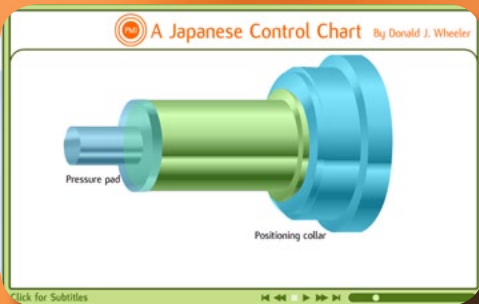 PMI A Japanese Control Chart By Donald J. Wheeler
Pressure pad
Positioning collar
Click for Subtitles